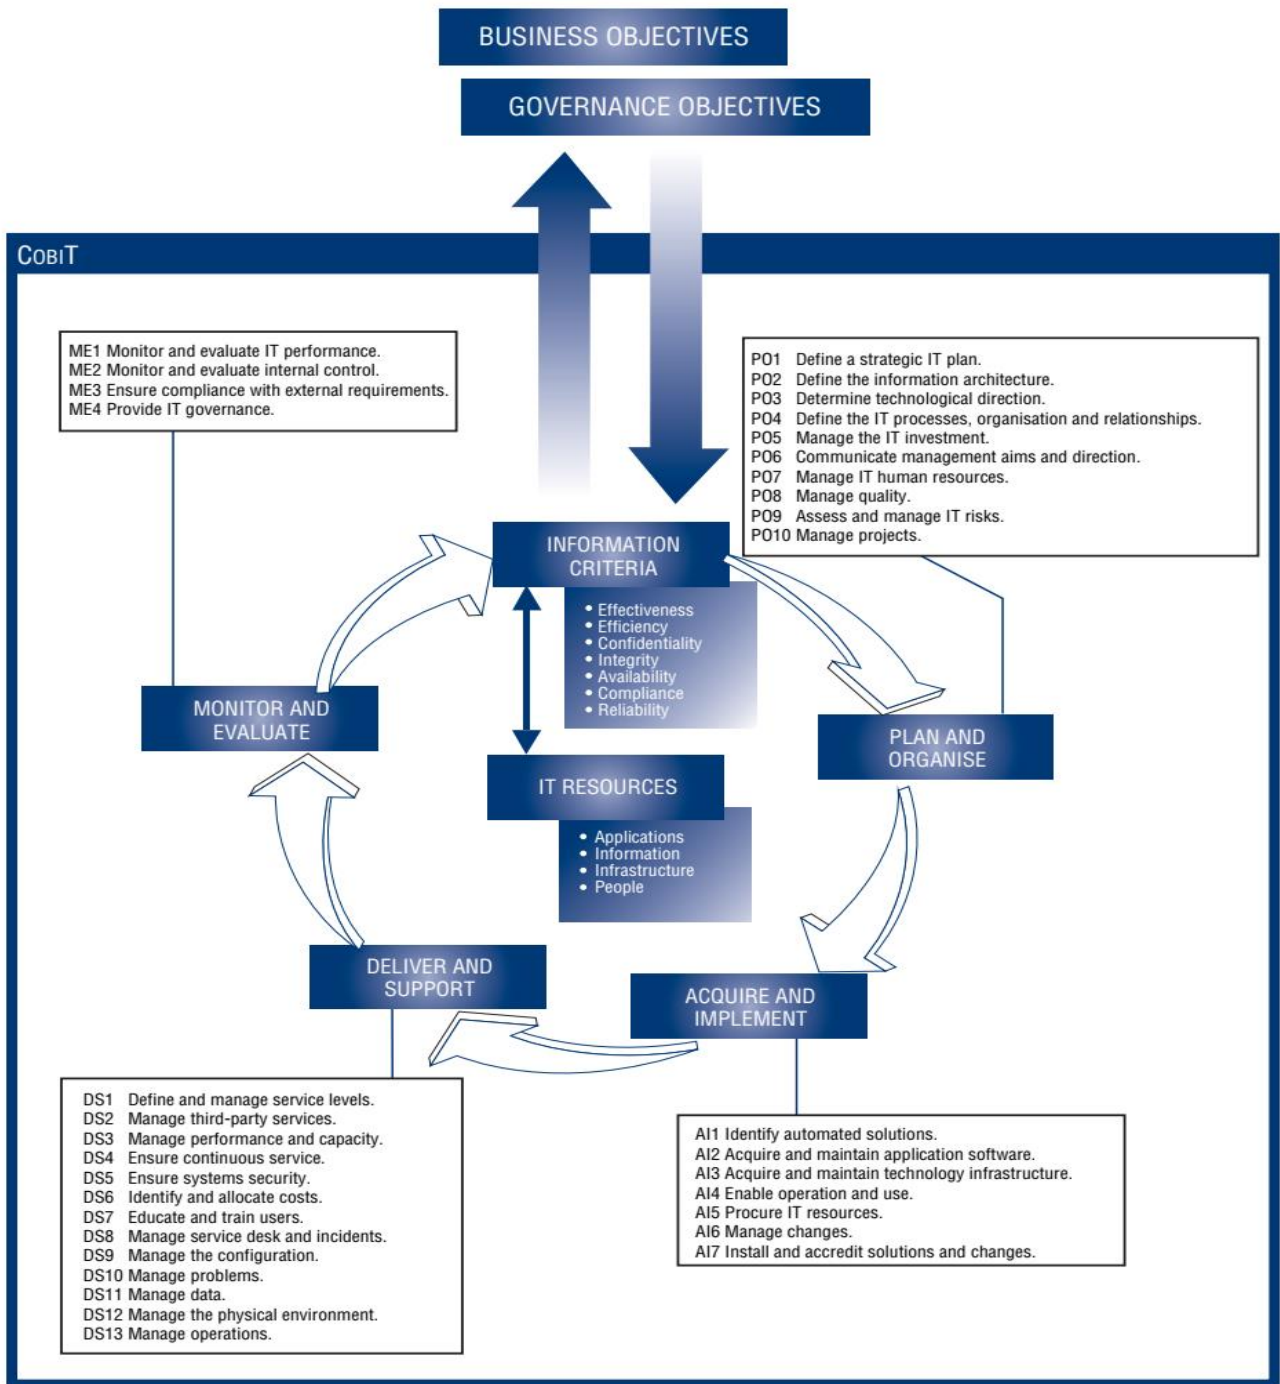 BUSINESS OBJECTIVES
GOVERNANCE OBJECTIVES
COBIT
ME1 Monitor and evaluate IT performance.
ME2 Monitor and evaluate internal control.
ME3 Ensure compliance with external requirements.
ME4 Provide IT governance.
PO1 Define a strategic IT plan.
PO2 Define the information architecture.
PO3 Determine technological direction.
PO4 Define the IT processes, organisation and relationships.
PO5 Manage the IT investment.
PO6 Communicate management aims and direction.
PO7 Manage IT human resources.
PO8 Manage quality.
PO9 Assess and manage IT risks.
PO10 Manage projects.
INFORMATION
CRITERIA
• Effectiveness
• Efficiency
• Confidentiality
• Integrity
• Availability
• Compliance
• Reliability
MONITOR AND
EVALUATE
PLAN AND
ORGANISE
IT RESOURCES
• Applications
• Information
• Infrastructure
• People
DELIVER AND
SUPPORT
ACQUIRE AND
IMPLEMENT
DS1 Define and manage service levels.
DS2 Manage third-party services.
DS3 Manage performance and capacity.
DS4 Ensure continuous service.
DS5 Ensure systems security.
DS6 Identify and allocate costs.
DS7 Educate and train users.
DS8 Manage service desk and incidents.
DS9 Manage the configuration.
DS10 Manage problems.
DS11 Manage data.
DS12 Manage the physical environment.
DS13 Manage operations.
AI1 Identify automated solutions.
AI2 Acquire and maintain application software.
AI3 Acquire and maintain technology infrastructure.
AI4 Enable operation and use.
AI5 Procure IT resources.
AI6 Manage changes.
AI7 Install and accredit solutions and changes.